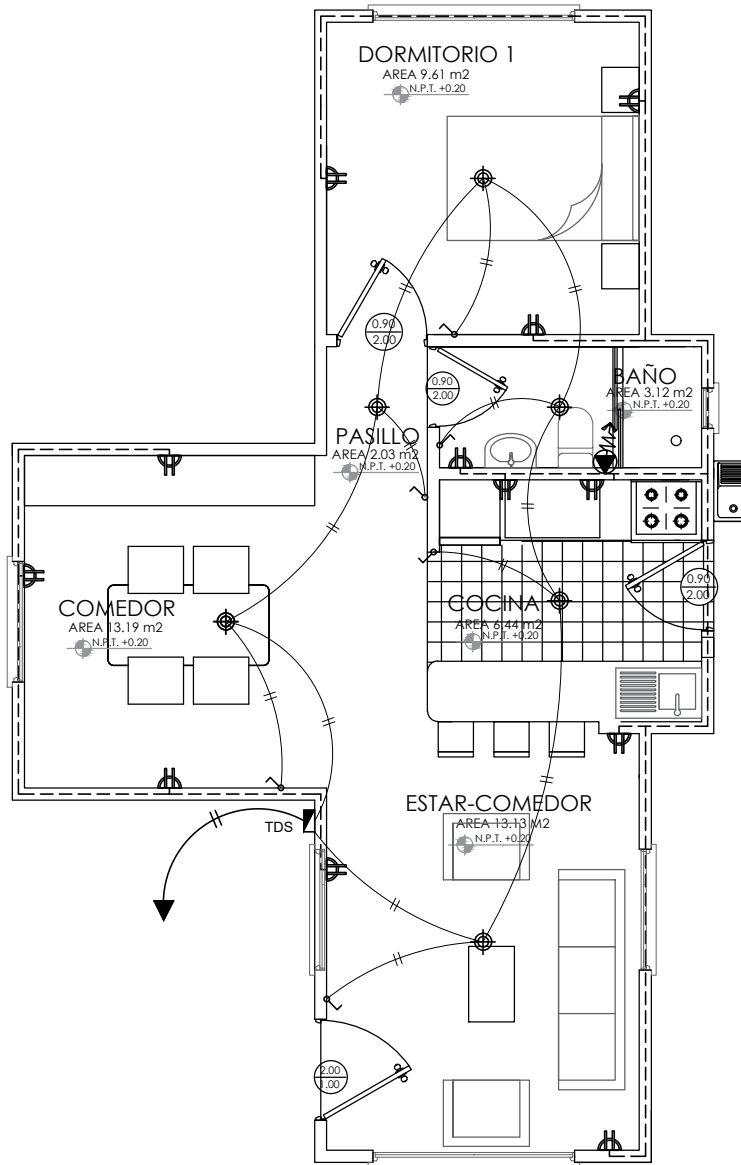 DORMITORIO 1
AREA 9.61 m2
N.P.T. +0.20
0.90
2.00
0.90
2.00
BAÑO
AREA 3.12 m2
N.P.T. +0.20
PASILLO
AREA 2.03 m2
N.P.T. +0.20
COMEDOR
AREA 13.19 m2
N.P.T. +0.20
COCINA
AREA 6.44 m2
N.P.T. +0.20
0.90
2.00
ESTAR-COMEDOR
AREA 13.13 M2
N.P.T. +0.20
TDS
2.00
1.00